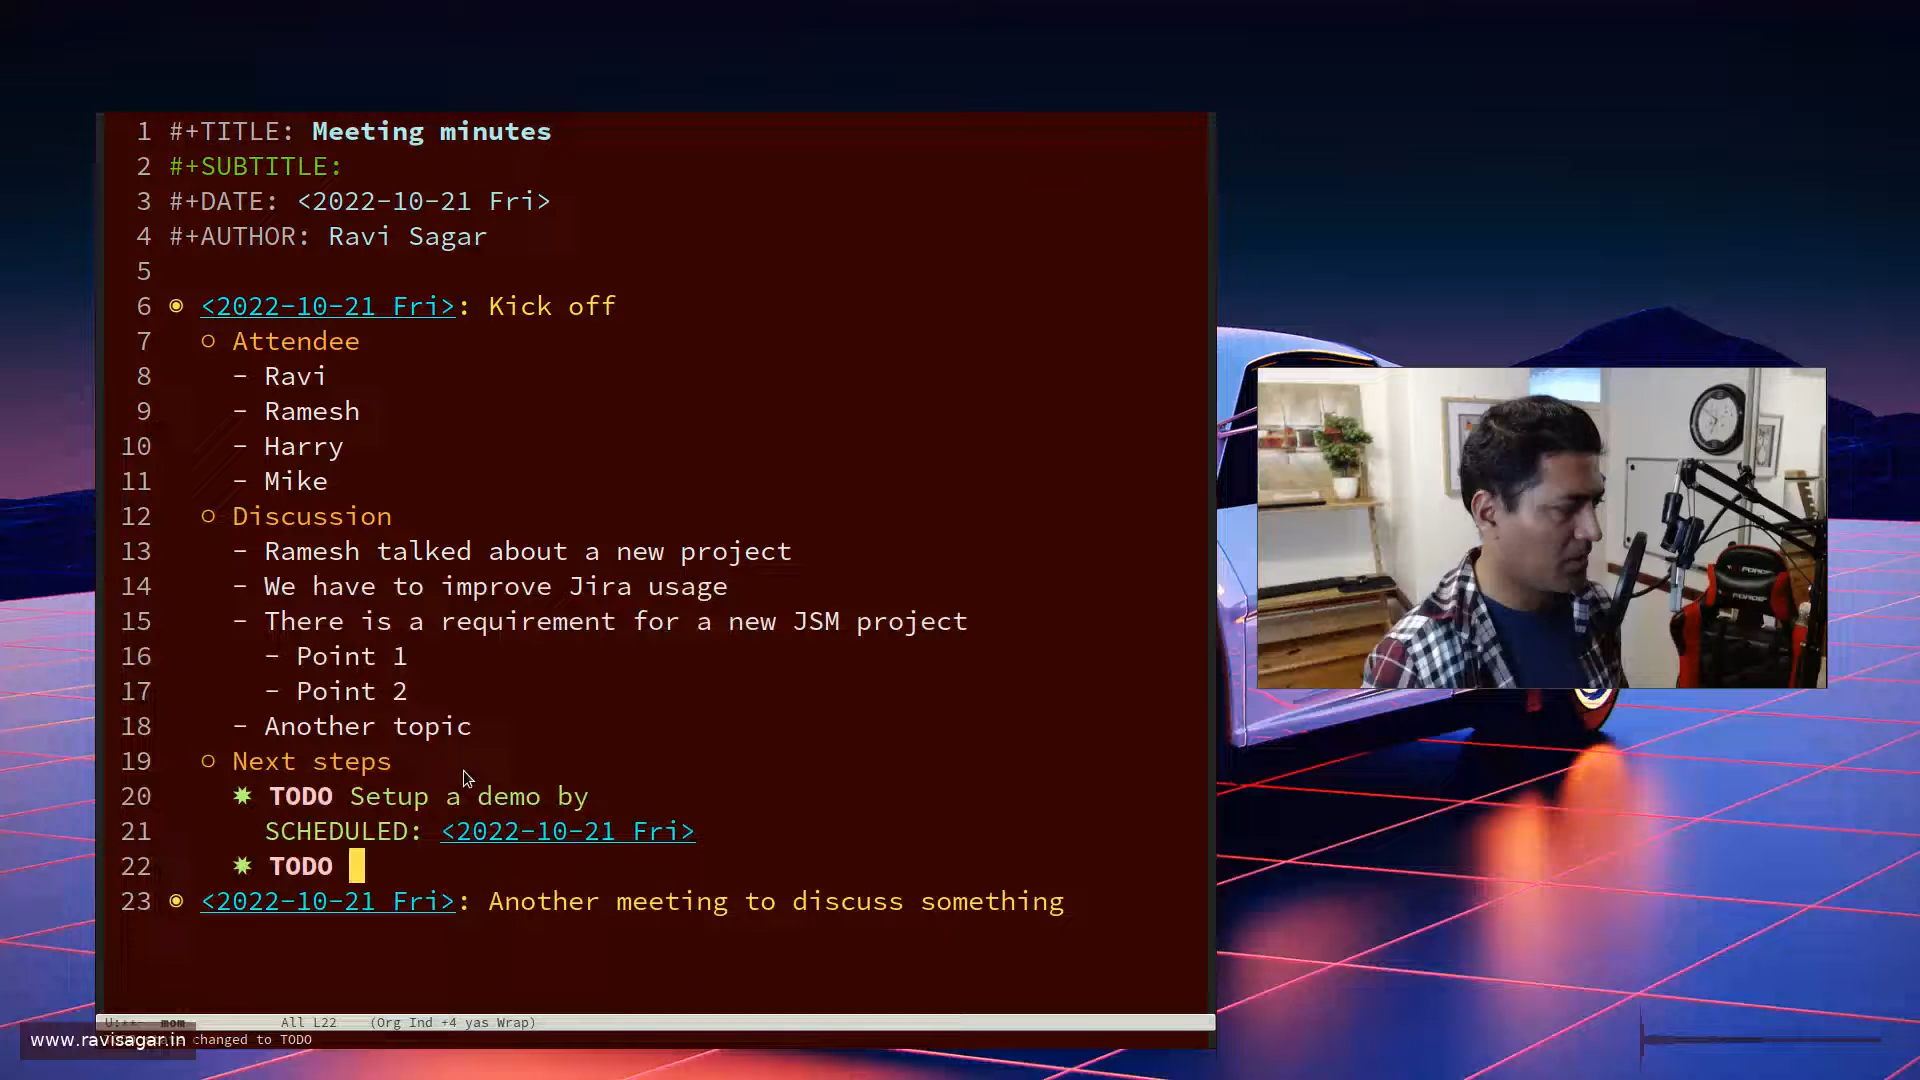 1 #+TITLE: Meeting minutes
2 #+SUBTITLE:
3 #+DATE: <2022-10-21 Fri>
4 #+AUTHOR: Ravi Sagar
5
6 ◉ <2022-10-21 Fri>: Kick off
7 ○ Attendee
8 - Ravi
9 - Ramesh
10 - Harry
11 - Mike
12 ○ Discussion
13 - Ramesh talked about a new project
14 - We have to improve Jira usage
15 - There is a requirement for a new JSM project
16 - Point 1
17 - Point 2
18 - Another topic
19 ○ Next steps
20 ✸ TODO Setup a demo by
21 SCHEDULED: <2022-10-21 Fri>
22 ✸ TODO
23 ◉ <2022-10-21 Fri>: Another meeting to discuss something
mom All L22 (Org Ind +4 yas Wrap)
changed to TODO
www.ravisagar.in